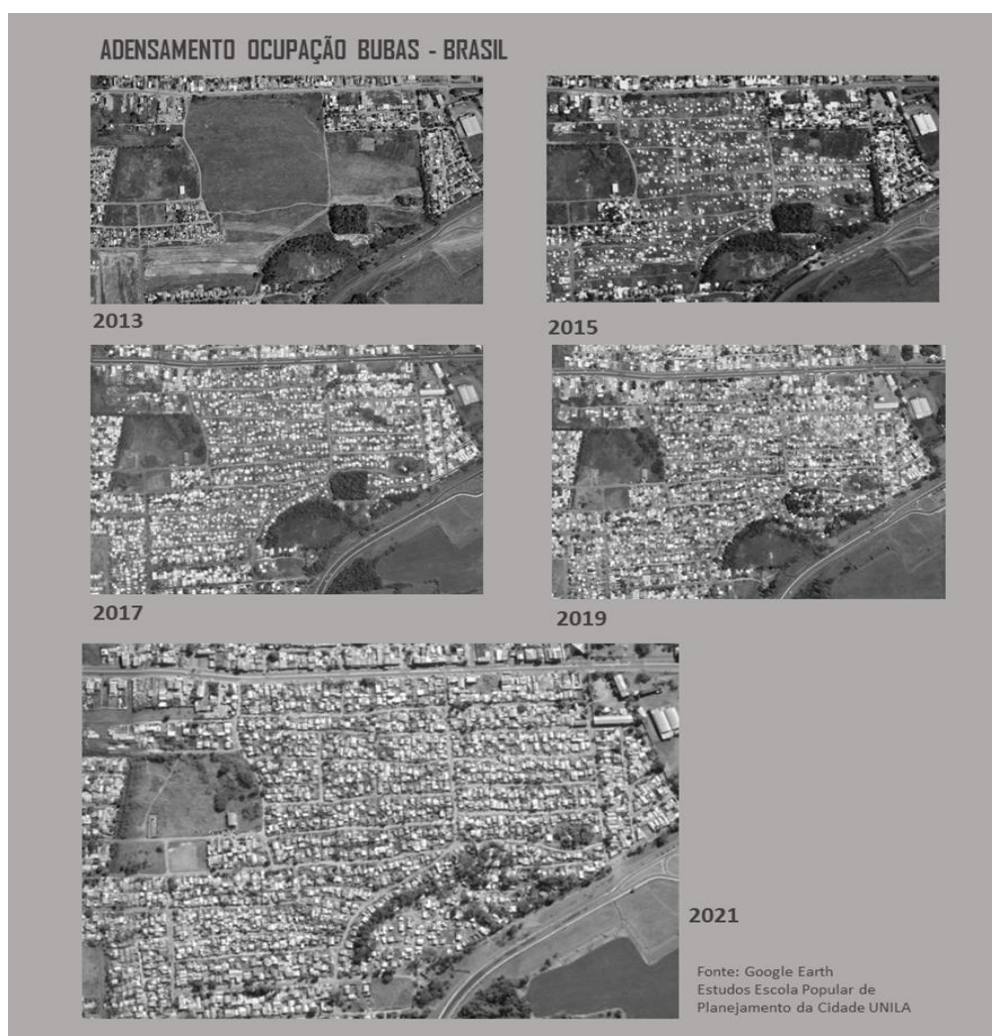 ADENSAMENTO OCUPAÇÃO BUBAS - BRASIL
2013
2015
2017
2019
2021
Fonte: Google Earth
Estudos Escola Popular de
Planejamento da Cidade UNILA